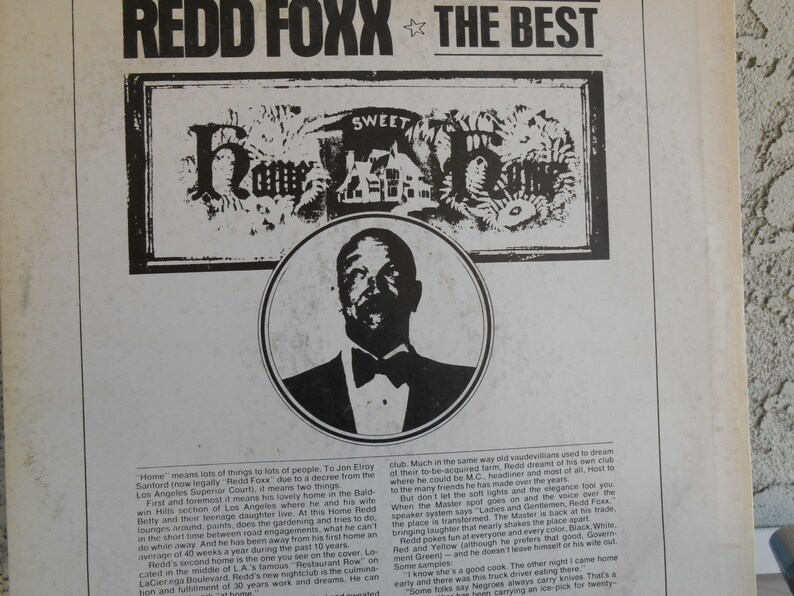 REDD FOXX ☆ THE BEST
SWEET
Home Home
"Home" means lots of things to lots of people. To Jon Elroy
Sanford (now legally "Redd Foxx" due to a decree from the
Los Angeles Superior Court), it means two things.
First and foremost it means his lovely home in the Bald-
win Hills section of Los Angeles where he and his wife
Betty and their teenage daughter live. At this Home Redd
lounges around, paints, does the gardening and tries to do,
in the short time between road engagements, what he can't
do while away. And he has been away from his first home an
average of 40 weeks a year during the past 10 years.
Redd's second home is the one you see on the cover. Lo-
cated in the middle of L.A.'s famous "Restaurant Row" on
LaCienega Boulevard, Redd's new nightclub is the culmina-
tion and fulfillment of 30 years work and dreams. He can
"at home."
club. Much in the same way old vaudevillians used to dream
of their to-be-acquired farm, Redd dreamt of his own club
where he could be M.C., headliner and most of all, Host to
to the many friends he has made over the years.
But don't let the soft lights and the elegance fool you.
When the Master spot goes on and the voice over the
speaker system says "Ladies and Gentlemen, Redd Foxx,"
the place is transformed. The Master is back at his trade,
bringing laughter that nearly shakes the place apart.
Redd pokes fun at everyone and every color, Black, White,
Red and Yellow (although he prefers that good, Govern-
ment Green) — and he doesn't leave himself or his wife out.
Some samples:
"I know she's a good cook. The other night I came home
early and there was this truck driver eating there."
"Some folks say Negroes always carry knives. That's a
has been carrying an ice-pick for twenty-